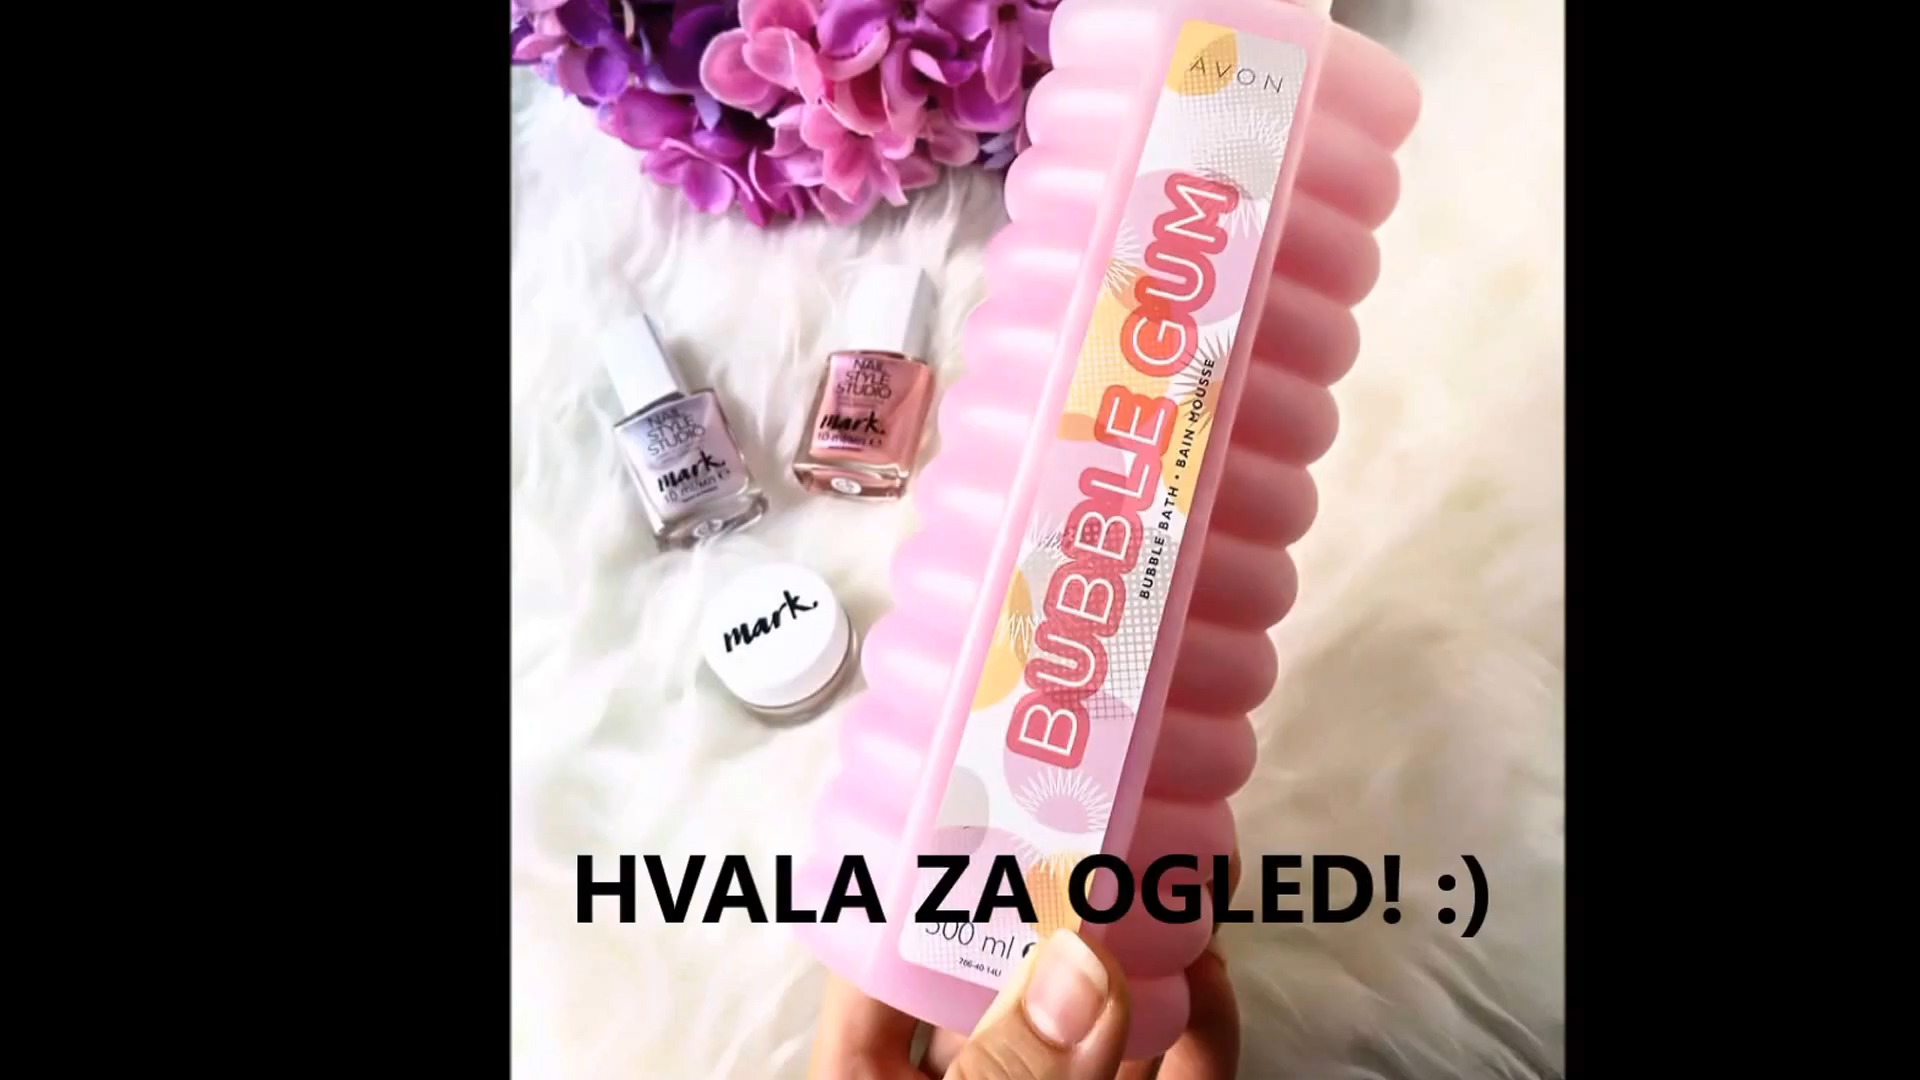 AVON
BUBBLE GUM
BUBBLE BATH • BAIN MOUSSE
NAIL
STYLE
STUDIO
mark.
NAIL
STYLE
STUDIO
mark.
mark.
HVALA ZA OGLED! :)
500 ml